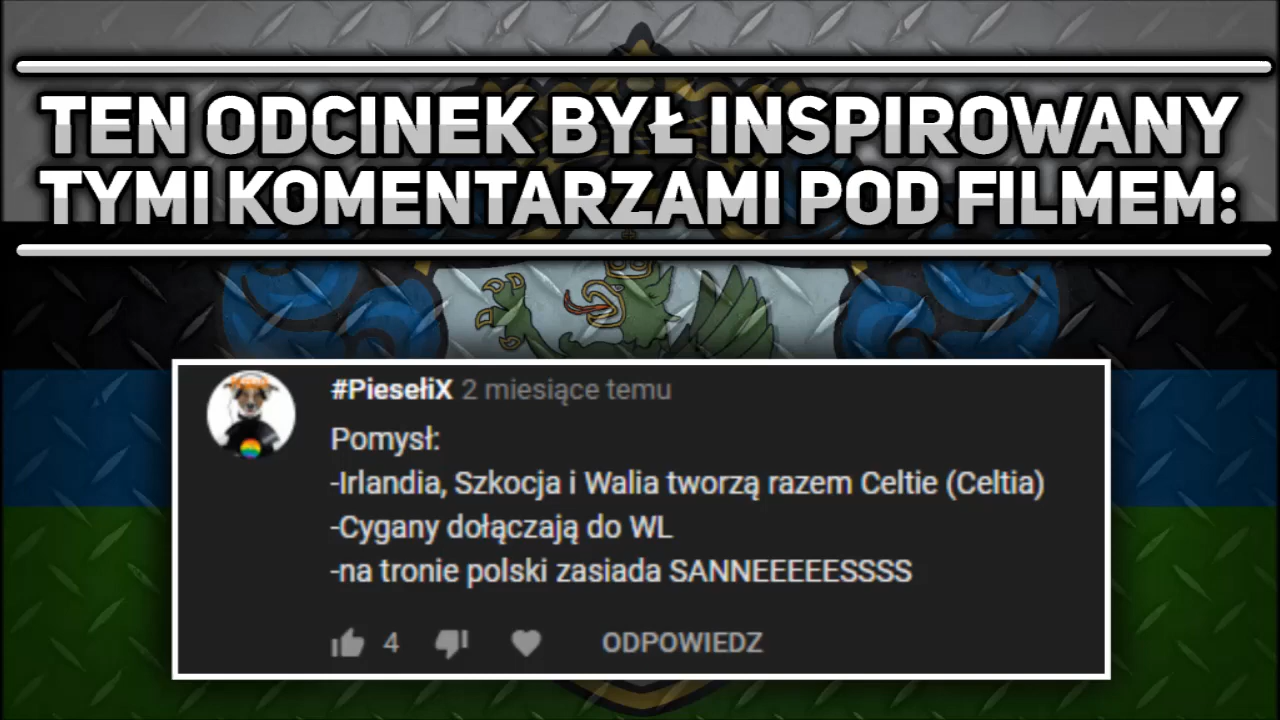 TEN ODCINEK BYŁ INSPIROWANY
TYMI KOMENTARZAMI POD FILMEM:
#PiesełiX 2 miesiące temu
Pomysł:
-Irlandia, Szkocja i Walia tworzą razem Celtie (Celtia)
-Cygany dołączają do WL
-na tronie polski zasiada SANNEEEEESSSS
4 ODPOWIEDZ